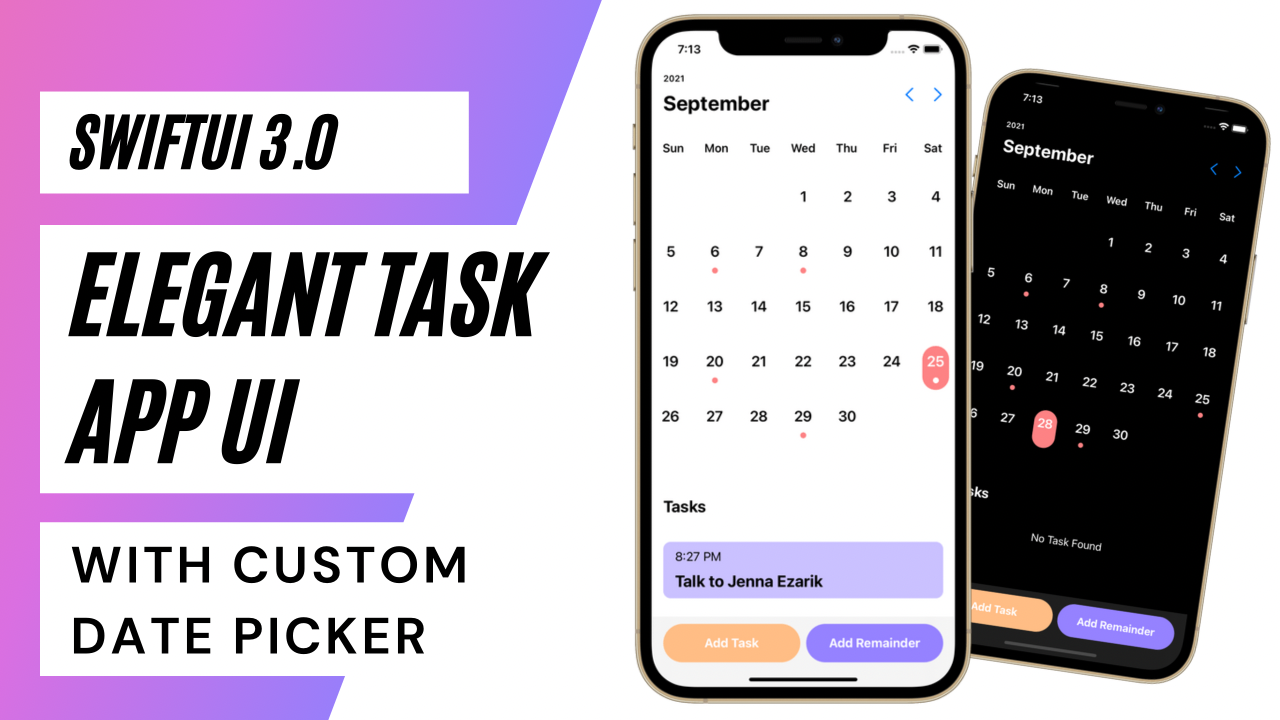 SWIFTUI 3.0
ELEGANT TASK
APP UI
WITH CUSTOM
DATE PICKER
7:13
2021
September
Sun Mon Tue Wed Thu Fri Sat
1 2 3 4
5 6 7 8 9 10 11
12 13 14 15 16 17 18
19 20 21 22 23 24 25
26 27 28 29 30
Tasks
8:27 PM
Talk to Jenna Ezarik
Add Task Add Remainder
7:13
2021
September
Sun Mon Tue Wed Thu Fri Sat
1 2 3 4
5 6 7 8 9 10 11
12 13 14 15 16 17 18
19 20 21 22 23 24 25
6 27 28 29 30
sks
No Task Found
Add Task Add Remainder